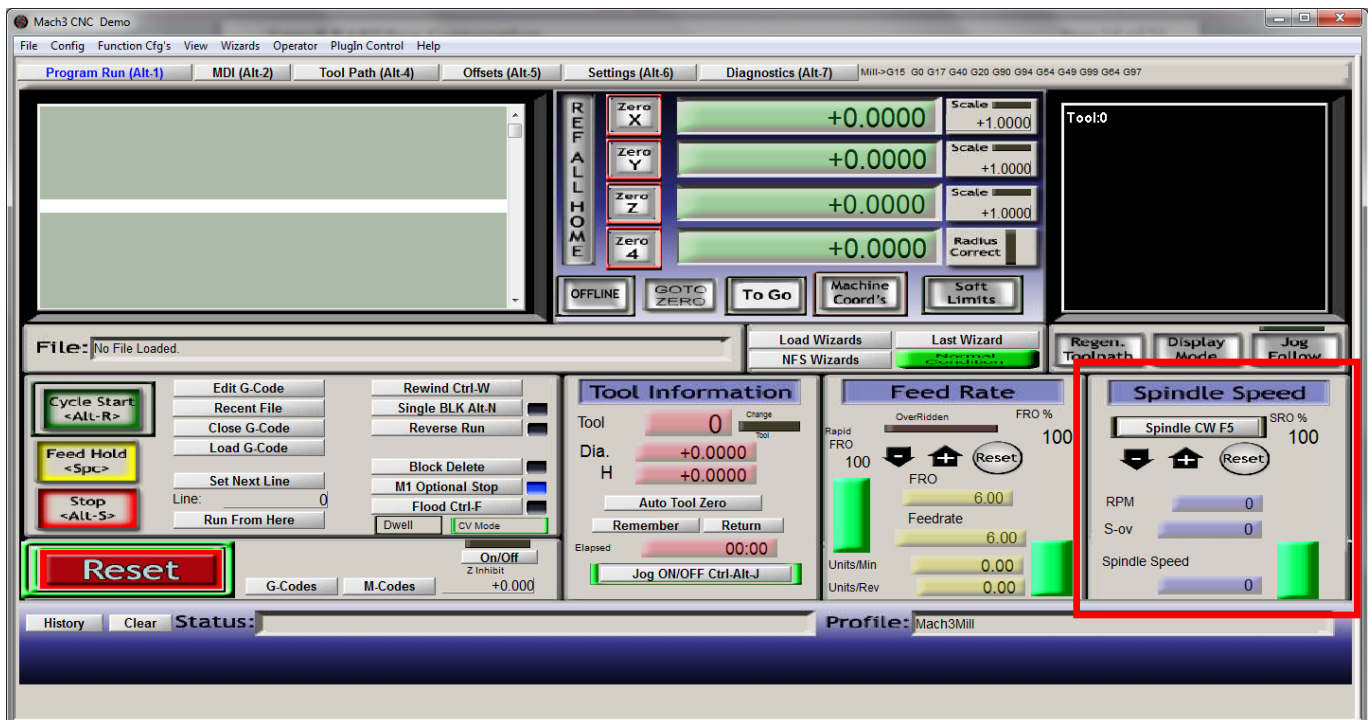 Mach3 CNC Demo
File Config Function Cfg's View Wizards Operator PlugIn Control Help
Program Run (Alt-1) MDI (Alt-2) Tool Path (Alt-4) Offsets (Alt-5) Settings (Alt-6) Diagnostics (Alt-7) Mill->G15 G0 G17 G40 G20 G90 G94 G54 G49 G99 G64 G97
REF ALL HOME
Zero X +0.0000 Scale +1.0000
Zero Y +0.0000 Scale +1.0000
Zero Z +0.0000 Scale +1.0000
Zero 4 +0.0000 Radius Correct
OFFLINE GOTO ZERO To Go Machine Coord's Soft Limits
Tool:0
File: No File Loaded.
Load Wizards Last Wizard
NFS Wizards Normal Condition
Regen. Toolpath Display Mode Jog Follow
Cycle Start <Alt-R>
Feed Hold <Spc>
Stop <Alt-S>
Edit G-Code
Recent File
Close G-Code
Load G-Code
Set Next Line
Line: 0
Run From Here
Rewind Ctrl-W
Single BLK Alt-N
Reverse Run
Block Delete
M1 Optional Stop
Flood Ctrl-F
Dwell CV Mode
Reset
G-Codes M-Codes
On/Off
Z Inhibit
+0.000
Tool Information
Tool 0 Change Tool
Dia. +0.0000
H +0.0000
Auto Tool Zero
Remember Return
Elapsed 00:00
Jog ON/OFF Ctrl-Alt-J
Feed Rate
OverRidden FRO %
100
Rapid
FRO
100
Reset
FRO
6.00
Feedrate
6.00
Units/Min 0.00
Units/Rev 0.00
Spindle Speed
Spindle CW F5 SRO %
100
Reset
RPM 0
S-ov 0
Spindle Speed
0
History Clear Status:
Profile: Mach3Mill